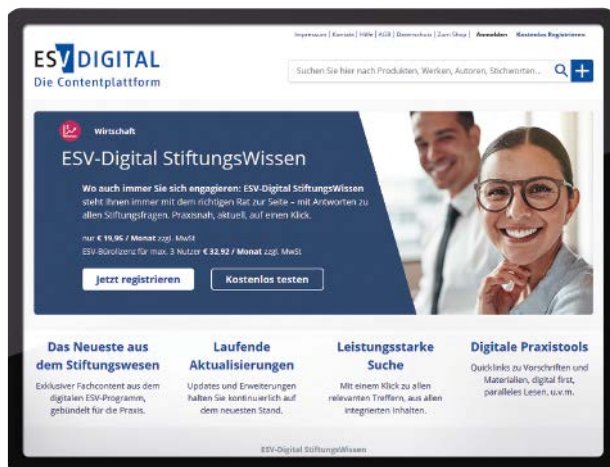 Impressum | Kontakt | Hilfe | AGB | Datenschutz | Zum Shop | Anmelden Kostenlos Registrieren
ESV DIGITAL
Die Contentplattform
Suchen Sie hier nach Produkten, Werken, Autoren, Stichworten...
Wirtschaft
ESV-Digital StiftungsWissen
Wo auch immer Sie sich engagieren: ESV-Digital StiftungsWissen
steht Ihnen immer mit dem richtigen Rat zur Seite – mit Antworten zu
allen Stiftungsfragen. Praxisnah, aktuell, auf einen Klick.
nur € 19,95 / Monat zzgl. MwSt
ESV-Bürolizenz für max. 3 Nutzer € 32,92 / Monat zzgl. MwSt
Jetzt registrieren Kostenlos testen
Das Neueste aus
dem Stiftungswesen
Exklusiver Fachcontent aus dem
digitalen ESV-Programm,
gebündelt für die Praxis.
Laufende
Aktualisierungen
Updates und Erweiterungen
halten Sie kontinuierlich auf
dem neuesten Stand.
Leistungsstarke
Suche
Mit einem Klick zu allen
relevanten Treffern, aus allen
integrierten Inhalten.
Digitale Praxistools
Quicklinks zu Vorschriften und
Materialien, digital first,
paralleles Lesen, u.v.m.
ESV-Digital StiftungsWissen